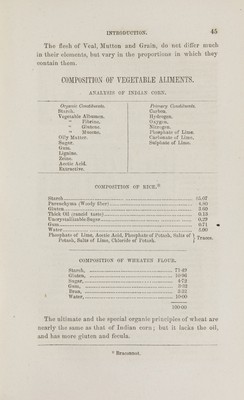 INTRODUCTION. 45
The flesh of Veal, Mutton and Grain, do not differ much
in their elements, but vary in the proportions in which they
contain them.
COMPOSITION OF VEGETABLE ALIMENTS.
ANALYSIS OF INDIAN CORN.
Organic Constituents.
Starch.
Vegetable Albumen.
" Fibrine.
" Glutene.
" Mucous.
Oily Matter.
Sugar.
Gum.
Lignine.
Zeine.
Acetic Acid.
Extractive.
Primary Constituents.
Carbon.
Hydrogen.
Oxygen.
Nitrogen.
Phosphate of Lime.
Carbonate of Lime.
Sulphate of Lime.
COMPOSITION OF RICE.*
Starch 85.07
Parenchyma (Woody fibre) 4.80
Gluten 3.60
Thick Oil (rancid taste) 0.13
Uncrystallizable Sugar 0.29
Gum 0.71
Water 5.00
Phosphate of Lime, Acetic Acid, Phosphate of Potash, Salts of
Potash, Salts of Lime, Chloride of Potash. } Traces.
COMPOSITION OF WHEATEN FLOUR.
Starch,
Gluten, 10·96
Sugar, 4·72
Gum,
Bran,
Water, 10·00
100·00
The ultimate and the special organic principles of wheat are
nearly the same as that of Indian corn; but it lacks the oil,
and has more gluten and fecula.
* Braconnot.